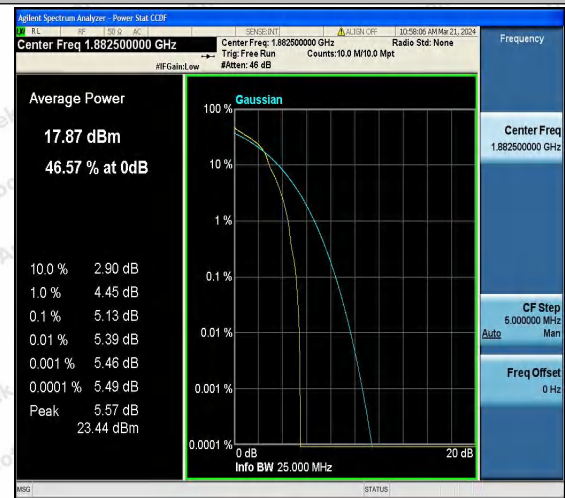 Agilent Spectrum Analyzer - Power Stat CCDF
RL RF 50 Ω AC SENSE:INT ALIGN OFF 10:58:06 AM Mar 21, 2024
Center Freq 1.882500000 GHz
Center Freq: 1.882500000 GHz Radio Std: None
Trig: Free Run Counts:10.0 M/10.0 Mpt
#IFGain:Low #Atten: 46 dB
Frequency
Average Power
17.87 dBm
46.57 % at 0dB
10.0 % 2.90 dB
1.0 % 4.45 dB
0.1 % 5.13 dB
0.01 % 5.39 dB
0.001 % 5.46 dB
0.0001 % 5.49 dB
Peak 5.57 dB
23.44 dBm
Gaussian
100 %
10 %
1 %
0.1 %
0.01 %
0.001 %
0.0001 %
0 dB 20 dB
Info BW 25.000 MHz
Center Freq
1.882500000 GHz
CF Step
5.000000 MHz
Auto Man
Freq Offset
0 Hz
MSG STATUS